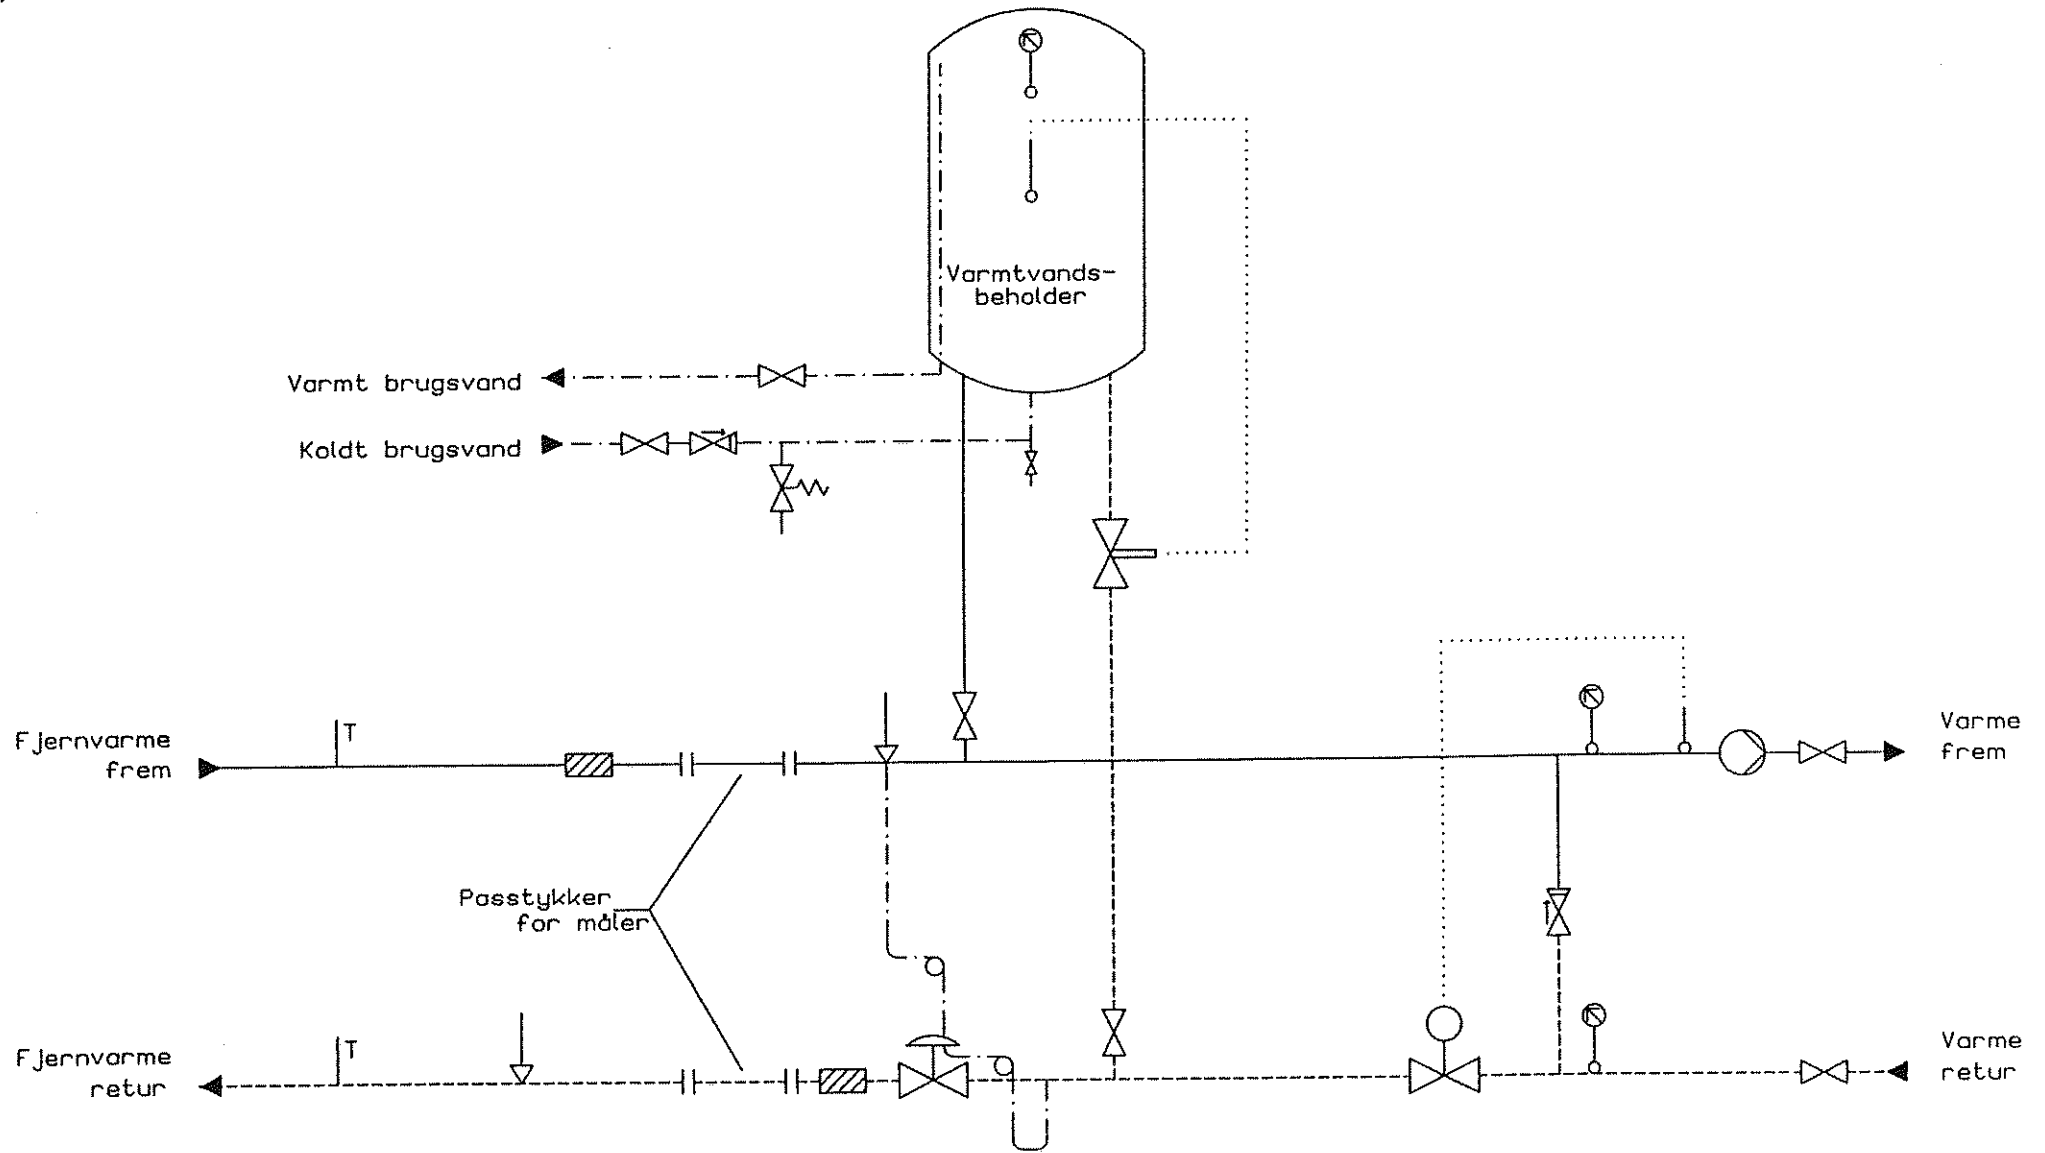 Varmtvands-
beholder
Varmt brugsvand
Koldt brugsvand
Fjernvarme
frem
T
Varme
frem
Passtykker
for måler
Fjernvarme
retur
T
Varme
retur